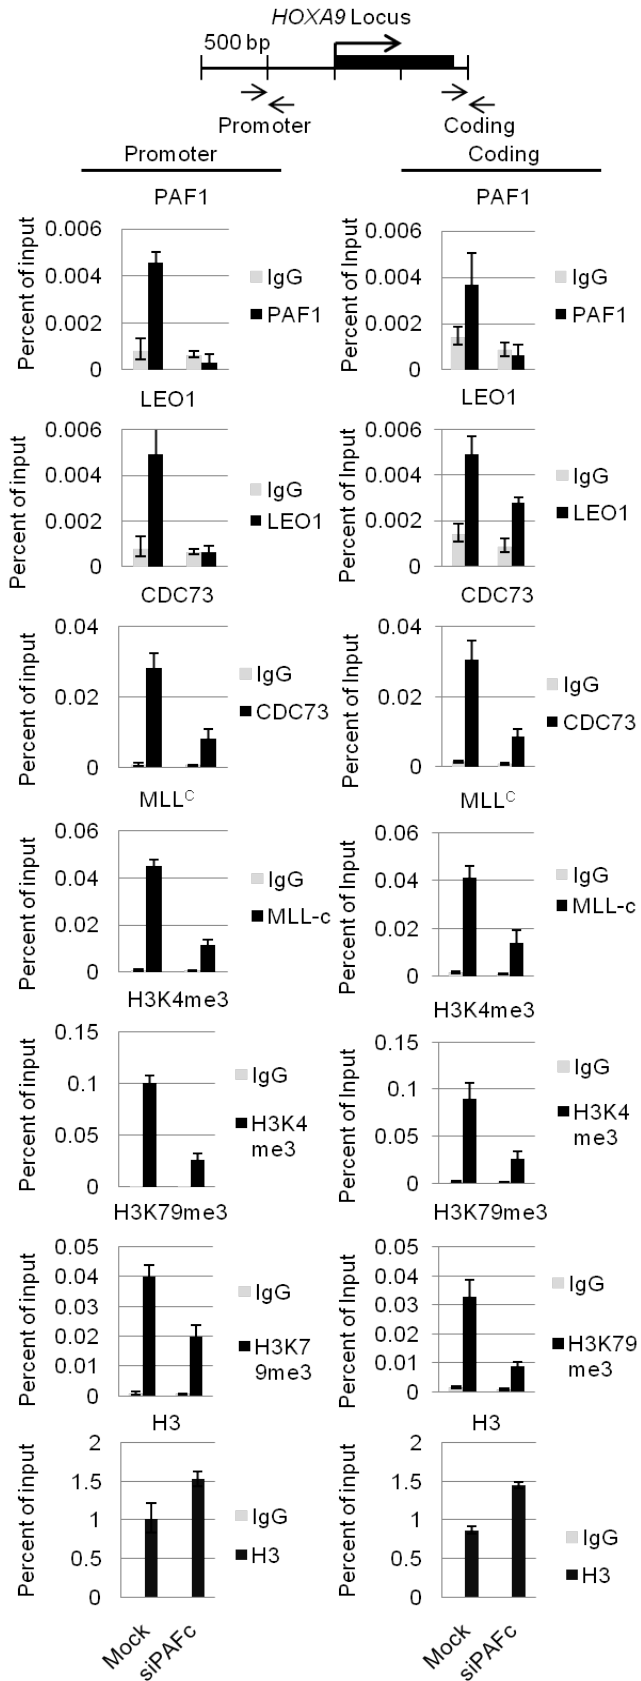 HOXA9 Locus
500 bp
Promoter
Coding
Promoter
Coding
PAF1
Percent of input
0.006
0.004
0.002
0
IgG
PAF1
PAF1
Percent of Input
0.006
0.004
0.002
0
IgG
PAF1
LEO1
Percent of input
0.006
0.004
0.002
0
IgG
LEO1
LEO1
Percent of Input
0.006
0.004
0.002
0
IgG
LEO1
CDC73
Percent of input
0.04
0.02
0
IgG
CDC73
CDC73
Percent of input
0.04
0.02
0
IgG
CDC73
MLLC
Percent of input
0.06
0.04
0.02
0
IgG
MLL-c
MLLC
Percent of Input
0.06
0.04
0.02
0
IgG
MLL-c
H3K4me3
Percent of input
0.15
0.1
0.05
0
IgG
H3K4
me3
H3K4me3
Percent of Input
0.15
0.1
0.05
0
IgG
H3K4
me3
H3K79me3
Percent of input
0.05
0.04
0.03
0.02
0.01
0
IgG
H3K7
9me3
H3K79me3
Percent of Input
0.05
0.04
0.03
0.02
0.01
0
IgG
H3K79
me3
H3
Percent of input
2
1.5
1
0.5
0
IgG
H3
Mock
siPAFc
H3
Percent of input
2
1.5
1
0.5
0
IgG
H3
Mock
siPAFc